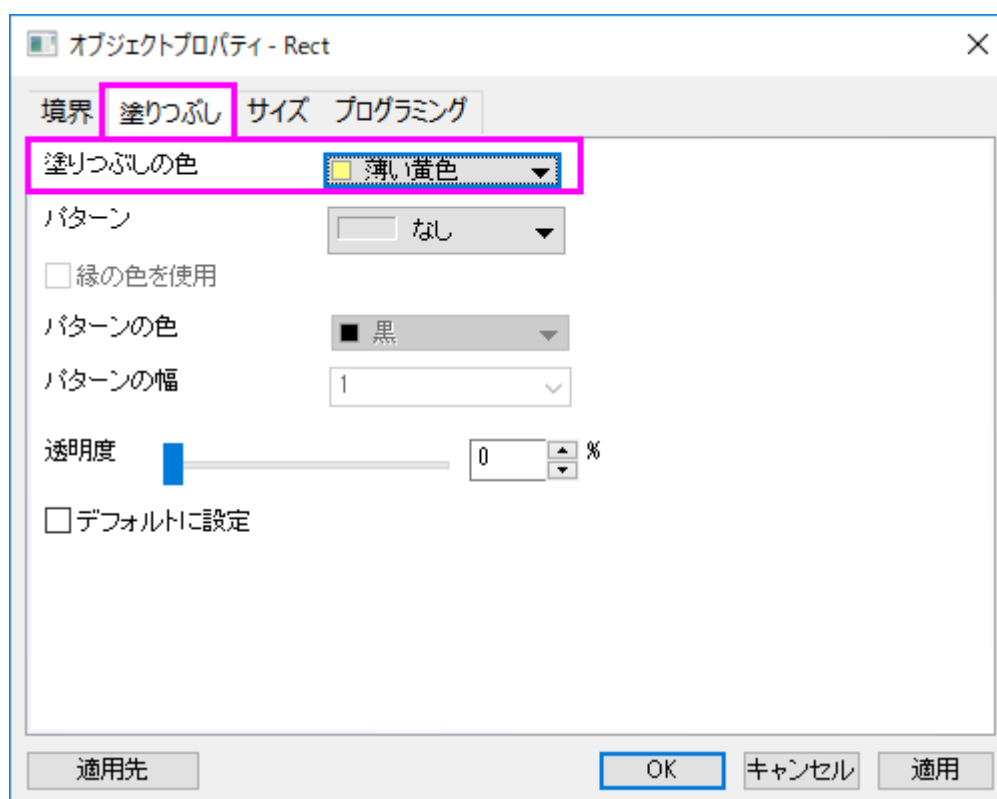 オブジェクトプロパティ - Rect
境界 塗りつぶし サイズ プログラミング
塗りつぶしの色 薄い黄色
パターン なし
縁の色を使用
パターンの色 黒
パターンの幅 1
透明度 0 %
デフォルトに設定
適用先 OK キャンセル 適用